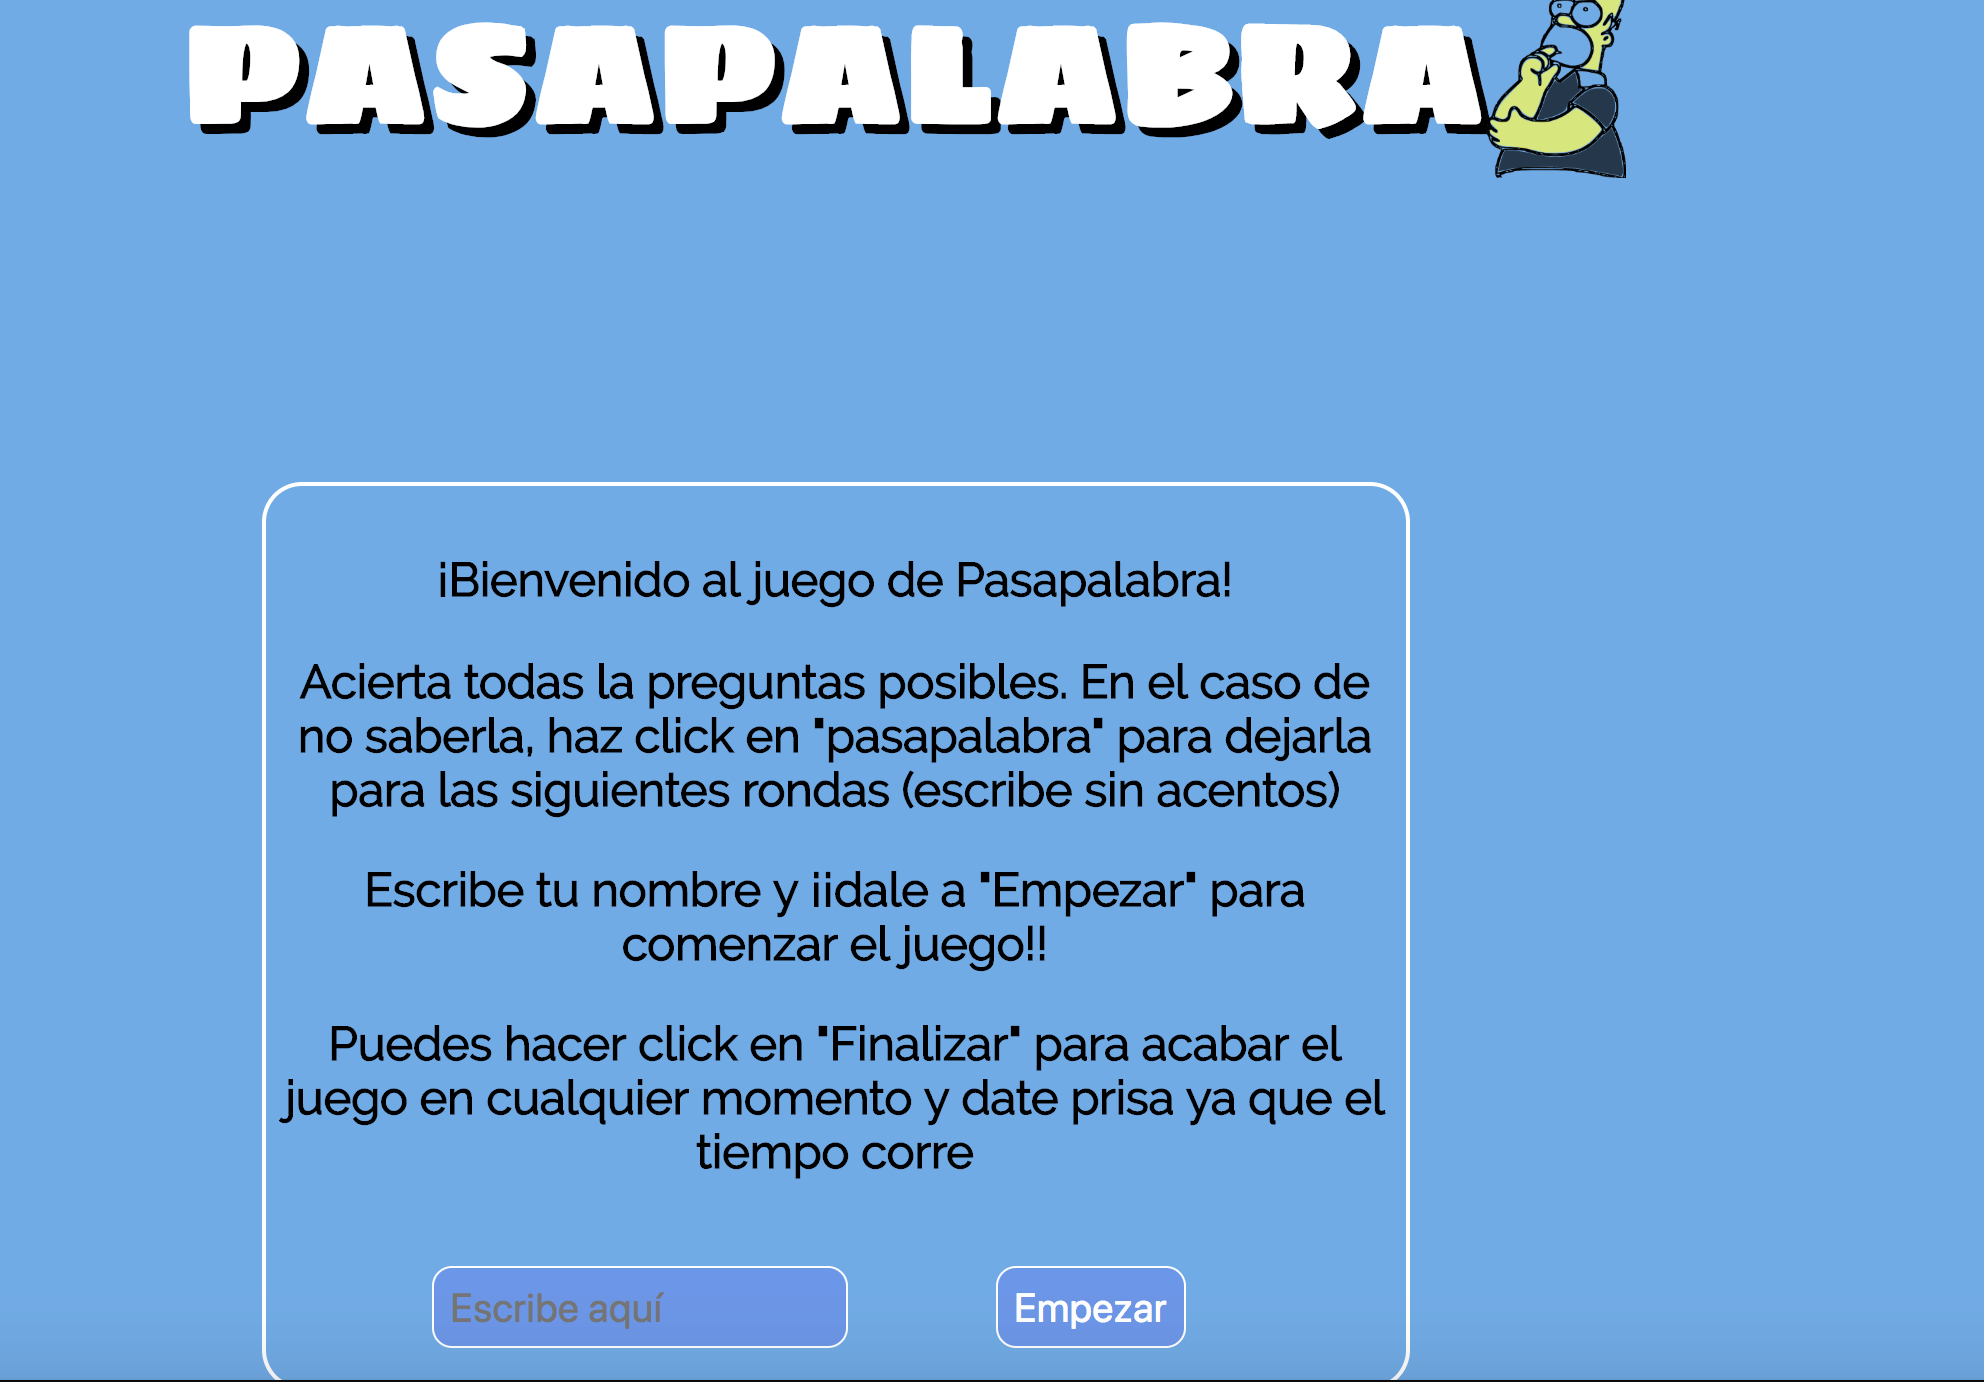 PASAPALABRA
¡Bienvenido al juego de Pasapalabra!
Acierta todas la preguntas posibles. En el caso de
no saberla, haz click en "pasapalabra" para dejarla
para las siguientes rondas (escribe sin acentos)
Escribe tu nombre y ¡¡dale a "Empezar" para
comenzar el juego!!
Puedes hacer click en "Finalizar" para acabar el
juego en cualquier momento y date prisa ya que el
tiempo corre
Escribe aquí
Empezar